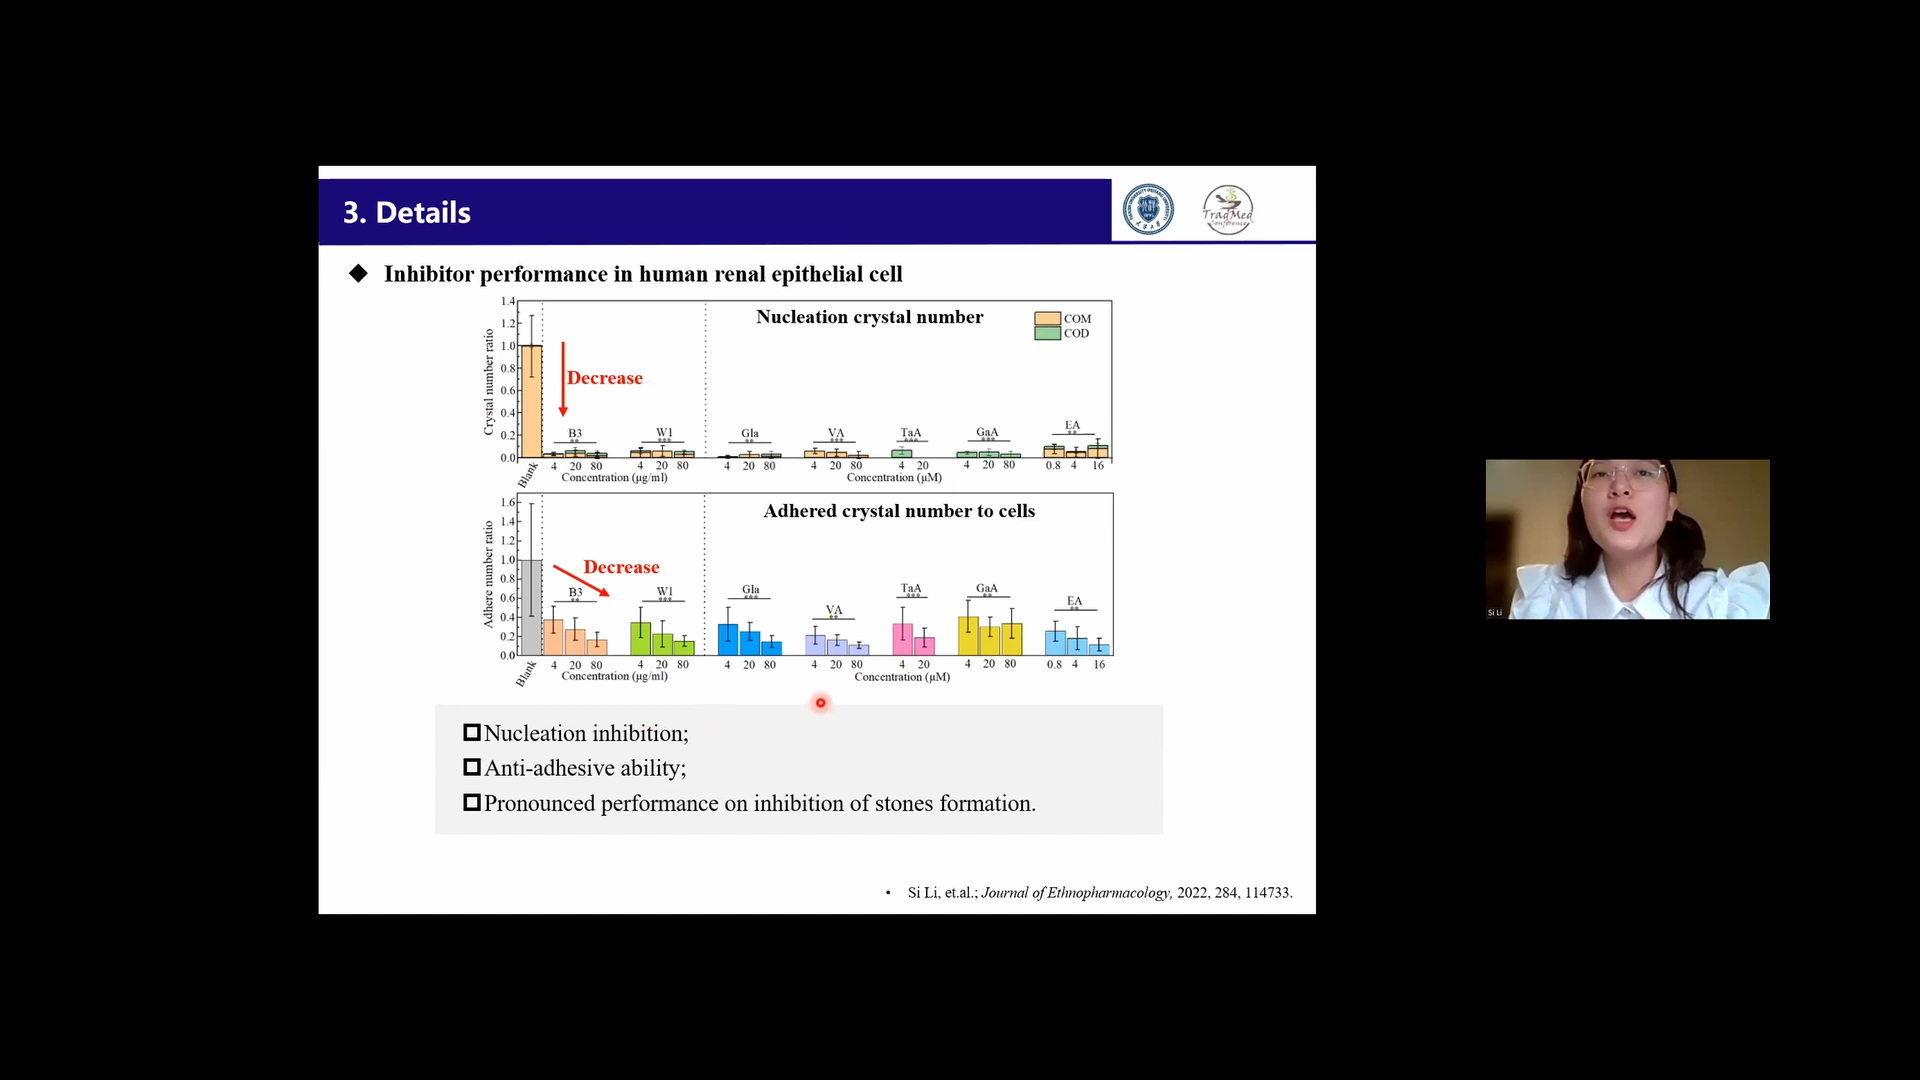 3. Details
TradMed
Conference
◆ Inhibitor performance in human renal epithelial cell
Nucleation crystal number
COM
COD
Crystal number ratio
1.4
1.2
1.0
0.8
0.6
0.4
0.2
0.0
Decrease
B3 W1 Gla VA TaA GaA EA
** *** ** *** *** *** **
Blank 4 20 80 4 20 80 4 20 80 4 20 80 4 20 4 20 80 0.8 4 16
Concentration (μg/ml) Concentration (μM)
Adhered crystal number to cells
Adhere number ratio
1.6
1.4
1.2
1.0
0.8
0.6
0.4
0.2
0.0
Decrease
B3 W1 Gla VA TaA GaA EA
** *** *** ** *** ** **
Blank 4 20 80 4 20 80 4 20 80 4 20 80 4 20 4 20 80 0.8 4 16
Concentration (μg/ml) Concentration (μM)
Nucleation inhibition;
Anti-adhesive ability;
Pronounced performance on inhibition of stones formation.
• Si Li, et.al.; Journal of Ethnopharmacology, 2022, 284, 114733.
Si Li